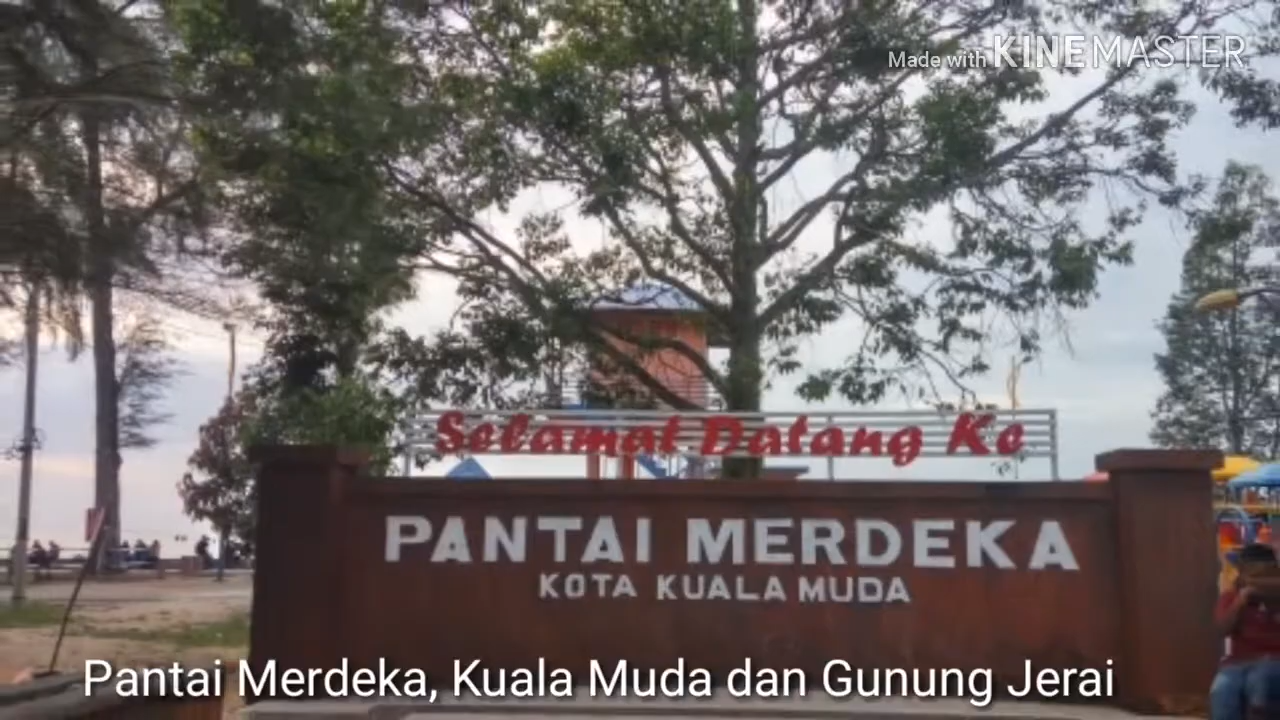 Made with KINEMASTER
Selamat Datang Ke
PANTAI MERDEKA
KOTA KUALA MUDA
Pantai Merdeka, Kuala Muda dan Gunung Jerai